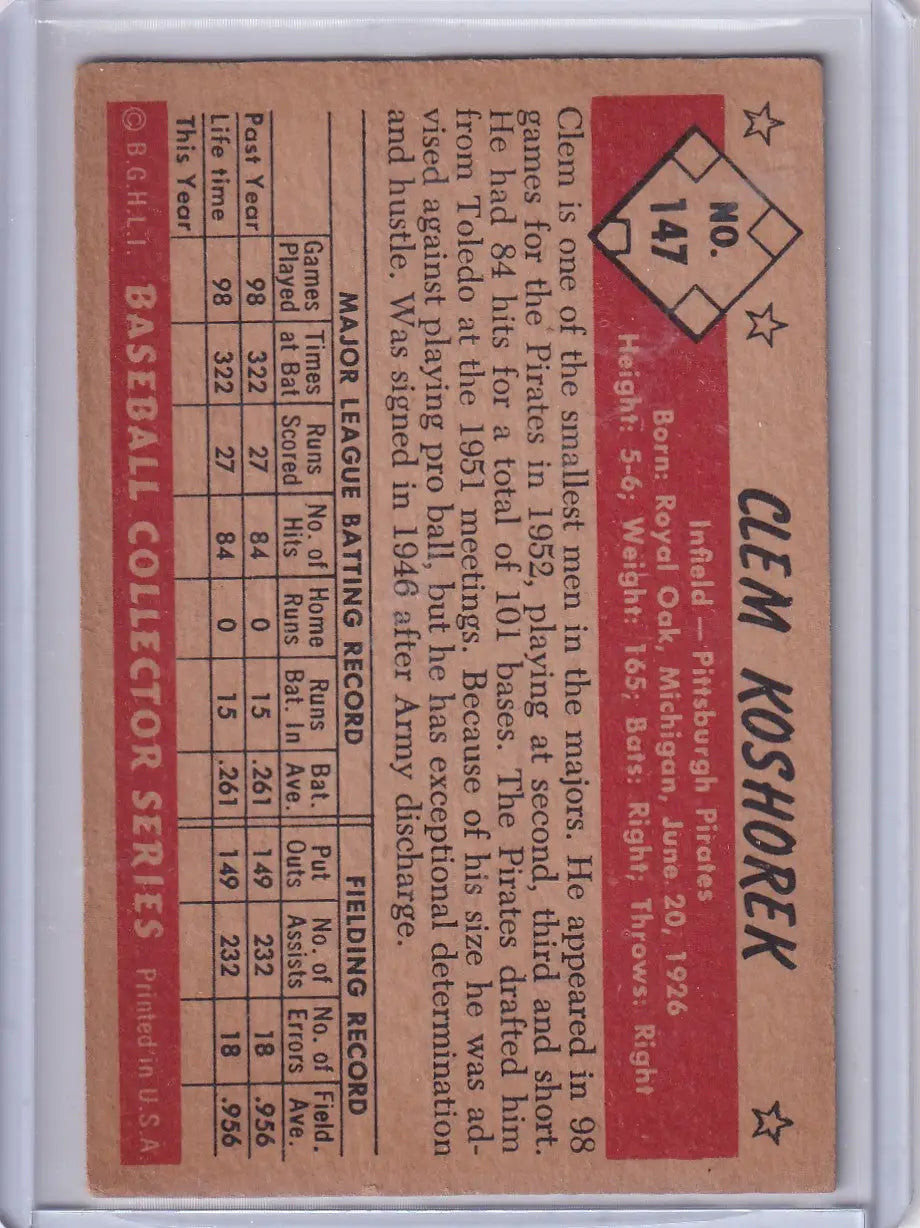 CLEM KOSHOREK
NO.
147
Infield — Pittsburgh Pirates
Born: Royal Oak, Michigan, June 20, 1926
Height: 5-6; Weight: 165; Bats: Right; Throws: Right
Clem is one of the smallest men in the majors. He appeared in 98
games for the Pirates in 1952, playing at second, third and short.
He had 84 hits for a total of 101 bases. The Pirates drafted him
from Toledo at the 1951 meetings. Because of his size he was ad-
vised against playing pro ball, but he has exceptional determination
and hustle. Was signed in 1946 after Army discharge.
MAJOR LEAGUE BATTING RECORD FIELDING RECORD
Games Times Runs No. of Home Runs Bat. Put No. of No. of Field.
Played at Bat Scored Hits Runs Bat. In Ave. Outs Assists Errors Ave.
Past Year 98 322 27 84 0 15 .261 149 232 18 .956
Life time 98 322 27 84 0 15 .261 149 232 18 .956
This Year
© B.G.H.L.I. BASEBALL COLLECTOR SERIES Printed in U.S.A